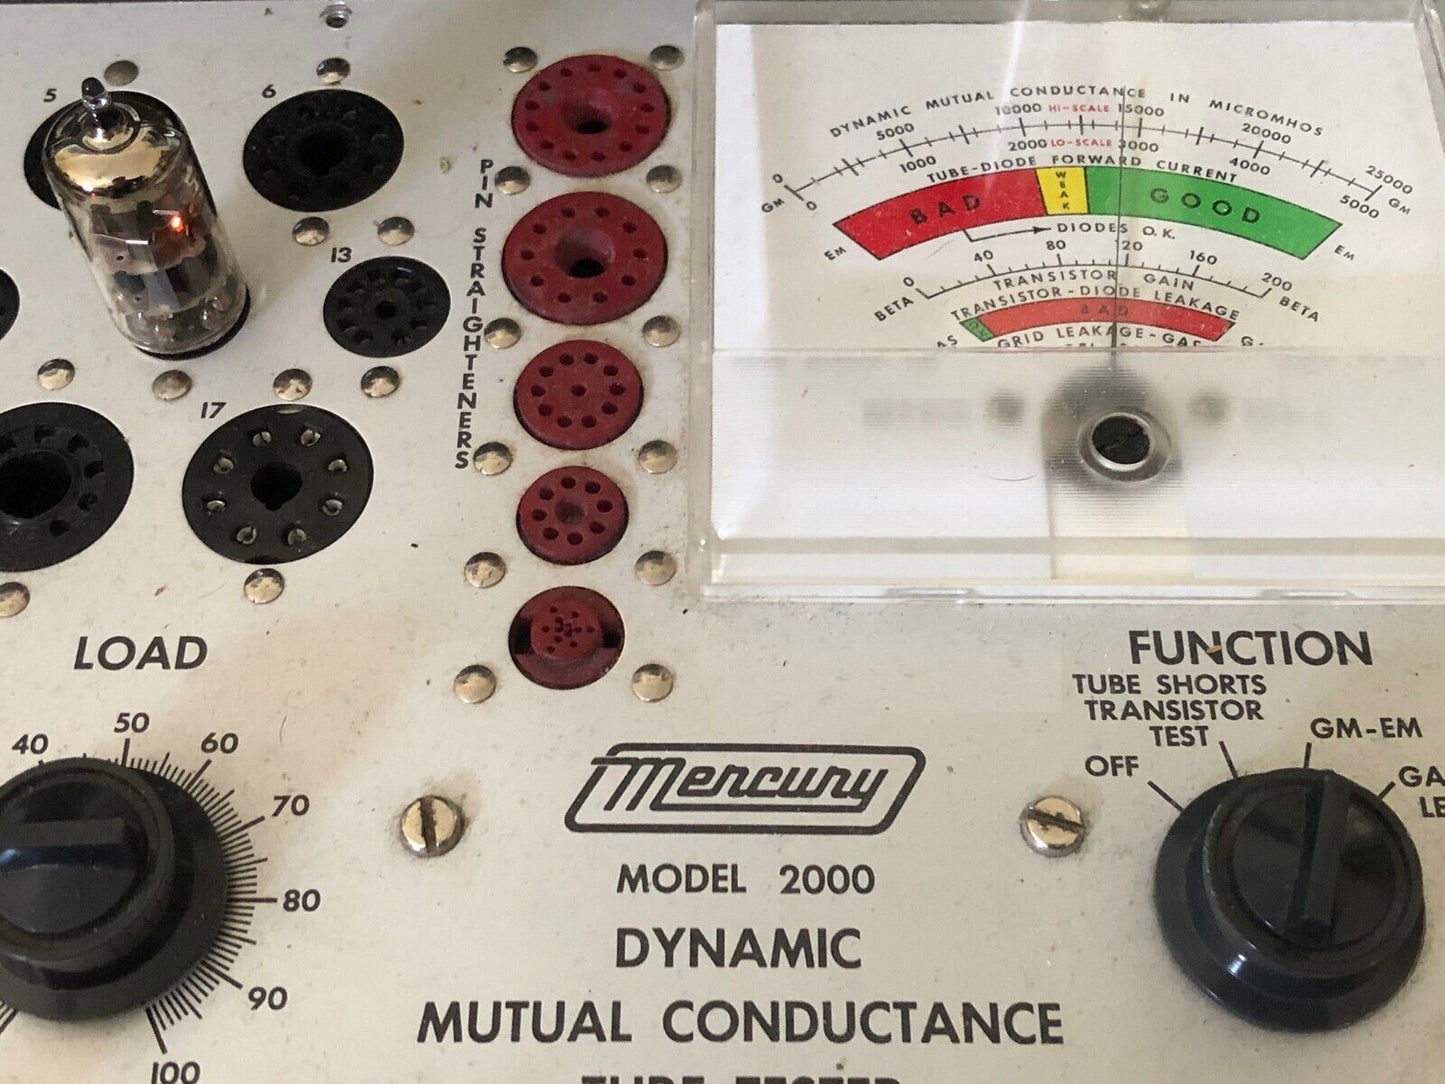 5
6
13
17
PIN STRAIGHTENERS
DYNAMIC MUTUAL CONDUCTANCE IN MICROMHOS
0 5000 10000 HI-SCALE 15000 20000 25000
GM 0 1000 2000 LO-SCALE 3000 4000 5000 GM
TUBE-DIODE FORWARD CURRENT
BAD WEAK GOOD
EM DIODES O.K. EM
0 40 80 120 160 200
BETA TRANSISTOR GAIN BETA
TRANSISTOR-DIODE LEAKAGE
BAD
GRID LEAKAGE-GAS
LOAD
40 50 60 70 80 90 100
FUNCTION
OFF
TUBE SHORTS
TRANSISTOR
TEST
GM-EM
GA
LE
Mercury
MODEL 2000
DYNAMIC
MUTUAL CONDUCTANCE
TUBE TESTER